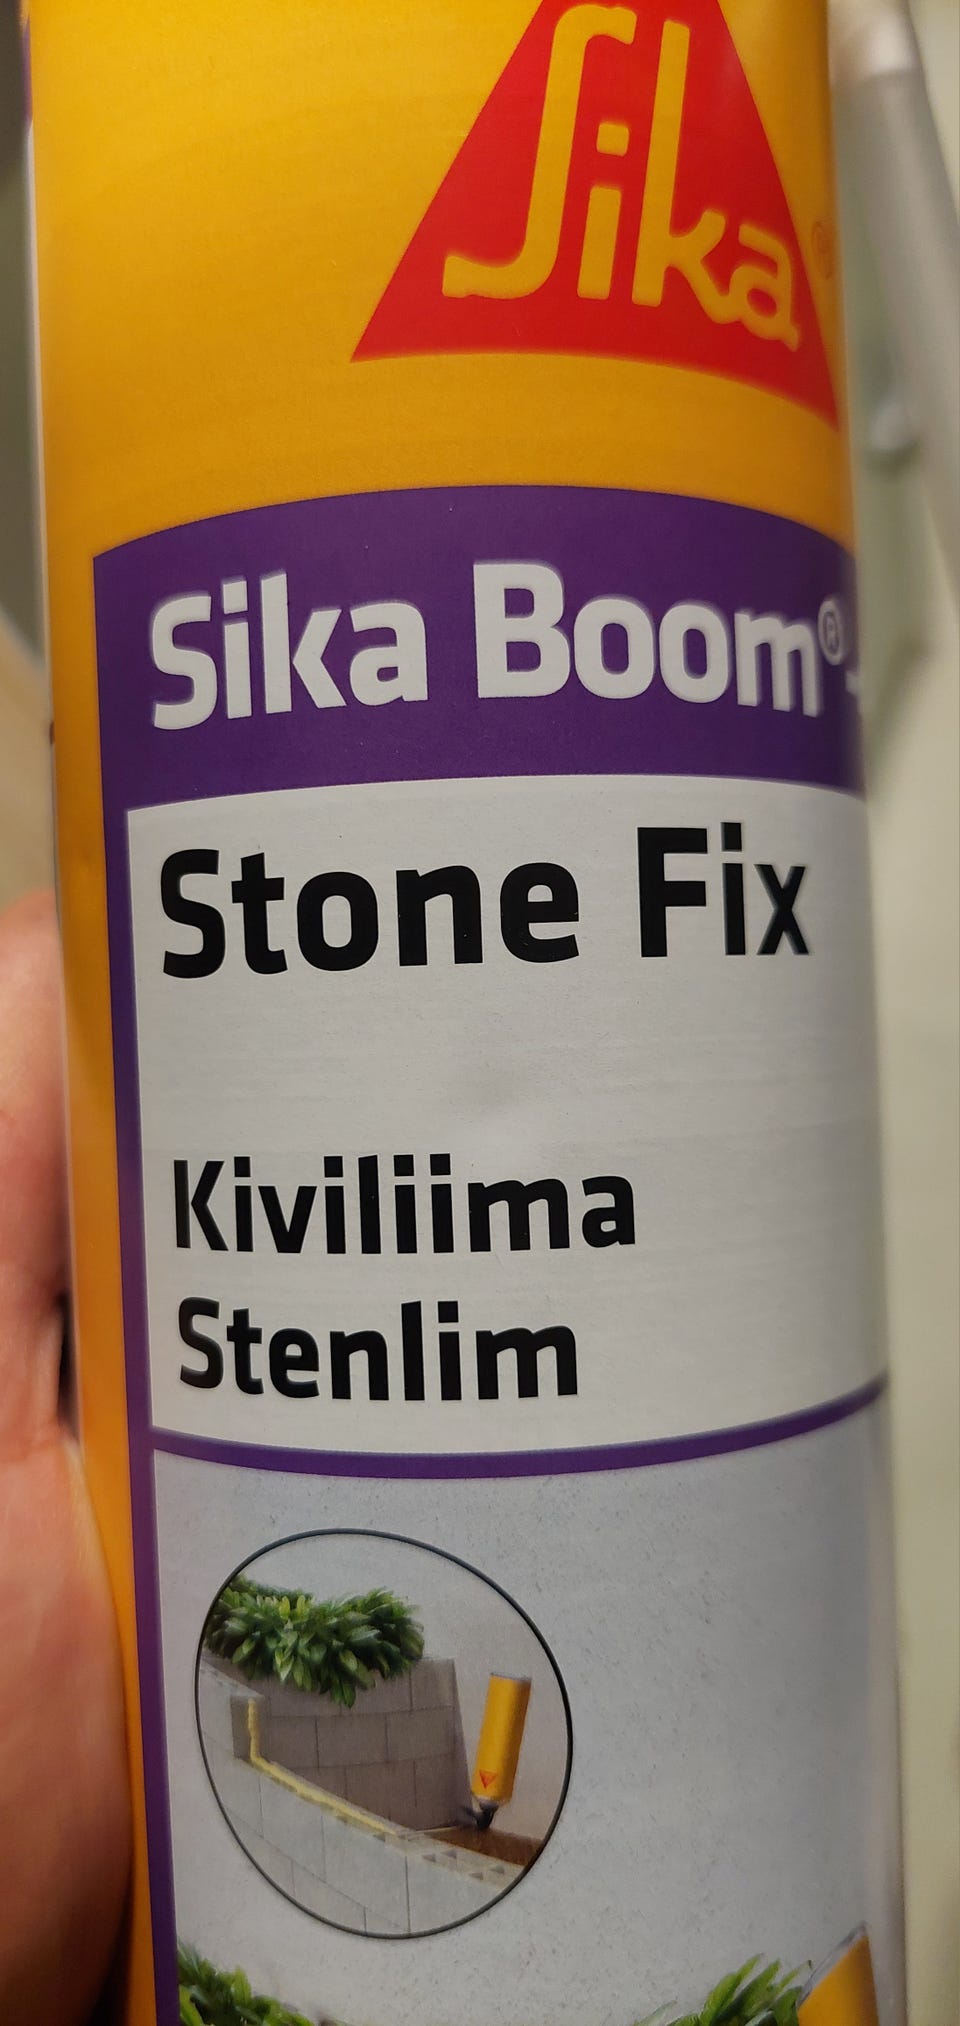 Sika®
Sika Boom®-
Stone Fix
Kiviliima
Stenlim